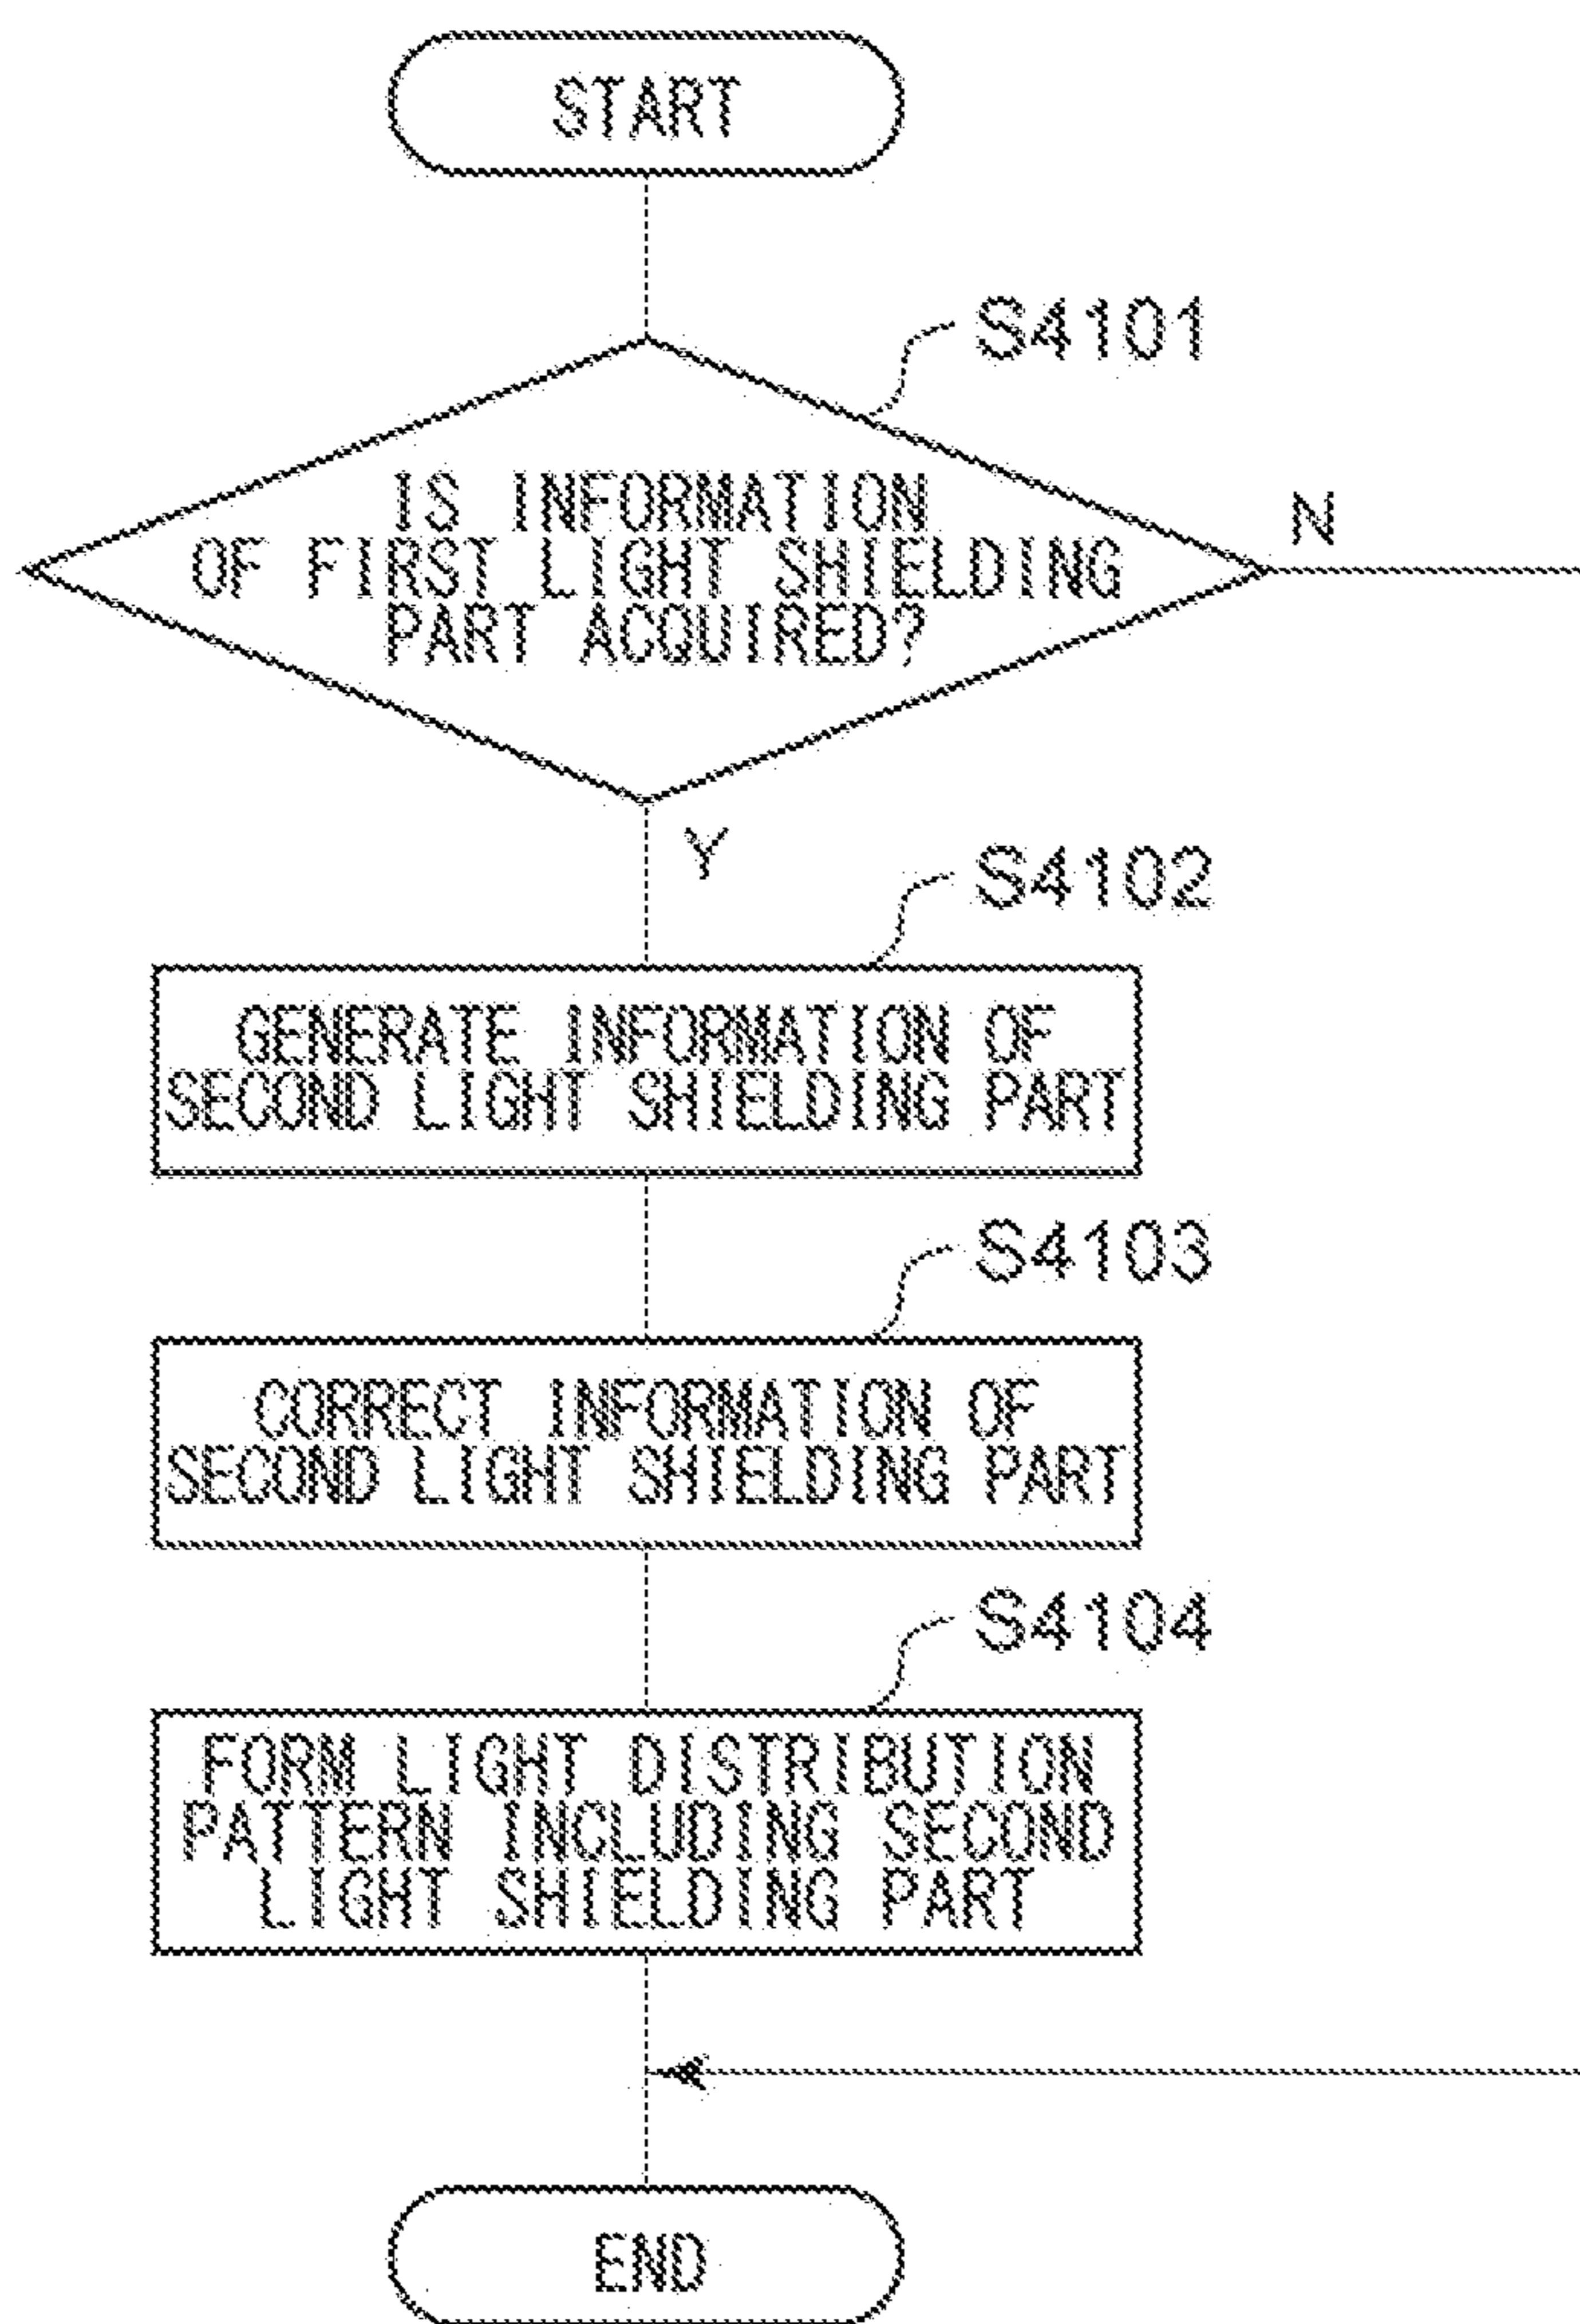 START
S4101
IS INFORMATION
OF FIRST LIGHT SHIELDING
PART ACQUIRED?
N
Y
S4102
GENERATE INFORMATION OF
SECOND LIGHT SHIELDING PART
S4103
CORRECT INFORMATION OF
SECOND LIGHT SHIELDING PART
S4104
FORM LIGHT DISTRIBUTION
PATTERN INCLUDING SECOND
LIGHT SHIELDING PART
END